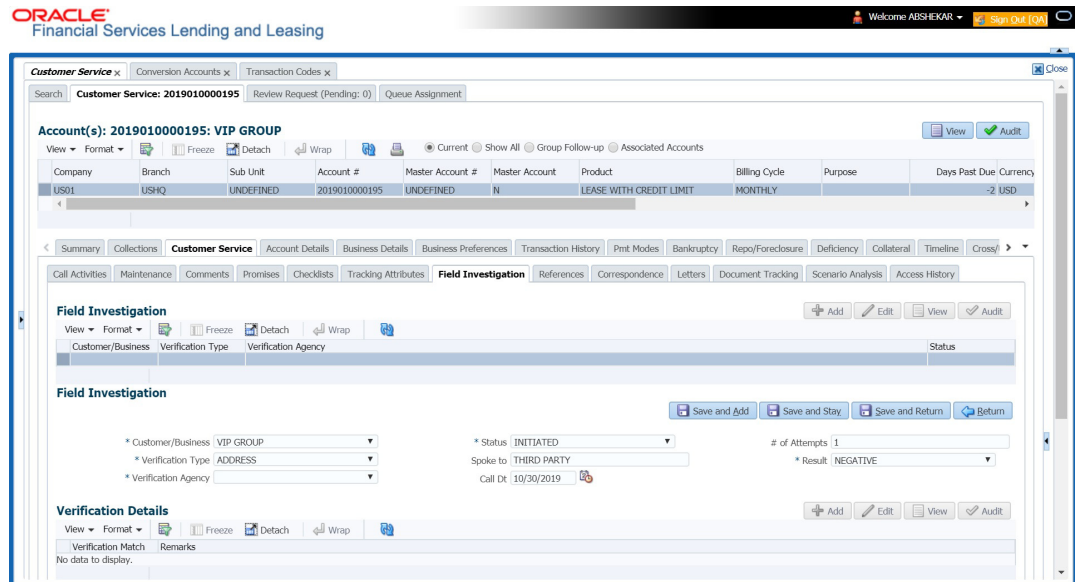 ORACLE'
Financial Services Lending and Leasing
Welcome ABSHEKAR
Sign Out [QA]
Customer Service x Conversion Accounts x Transaction Codes x
Close
Search Customer Service: 2019010000195 Review Request (Pending: 0) Queue Assignment
Account(s): 2019010000195: VIP GROUP
View Audit
View Format Freeze Detach Wrap Current Show All Group Follow-up Associated Accounts
Company Branch Sub Unit Account # Master Account # Master Account Product Billing Cycle Purpose Days Past Due Currency
US01 USHQ UNDEFINED 2019010000195 UNDEFINED N LEASE WITH CREDIT LIMIT MONTHLY -2 USD
Summary Collections Customer Service Account Details Business Details Business Preferences Transaction History Pmt Modes Bankruptcy Repo/Foreclosure Deficiency Collateral Timeline Cross/
Call Activities Maintenance Comments Promises Checklists Tracking Attributes Field Investigation References Correspondence Letters Document Tracking Scenario Analysis Access History
Field Investigation
Add Edit View Audit
View Format Freeze Detach Wrap
Customer/Business Verification Type Verification Agency Status
Field Investigation
Save and Add Save and Stay Save and Return Return
* Customer/Business VIP GROUP * Status INITIATED # of Attempts 1
* Verification Type ADDRESS Spoke to THIRD PARTY * Result NEGATIVE
* Verification Agency Call Dt 10/30/2019
Verification Details
Add Edit View Audit
View Format Freeze Detach Wrap
Verification Match Remarks
No data to display.